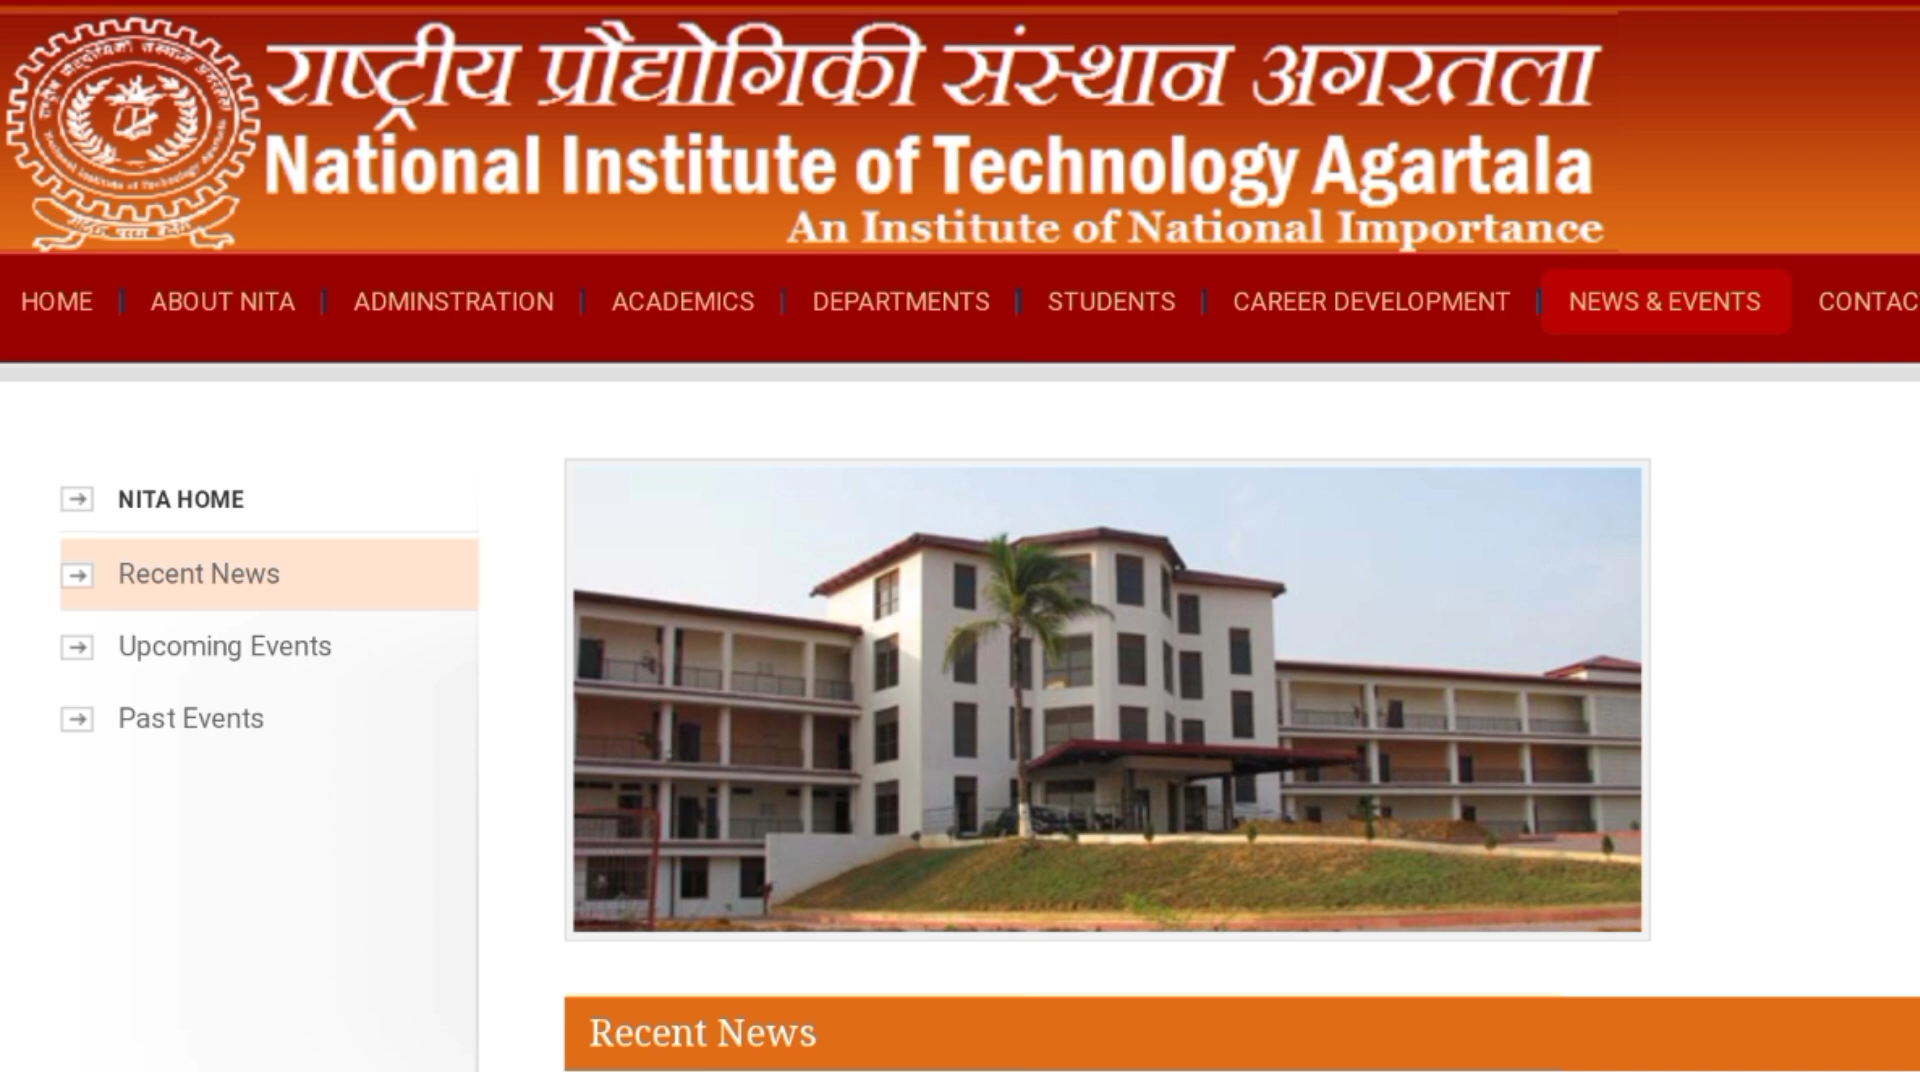 राष्ट्रीय प्रौद्योगिकी संस्थान अगरतला
National Institute of Technology Agartala
An Institute of National Importance
HOME ABOUT NITA ADMINSTRATION ACADEMICS DEPARTMENTS STUDENTS CAREER DEVELOPMENT NEWS & EVENTS CONTAC
NITA HOME
Recent News
Upcoming Events
Past Events
Recent News